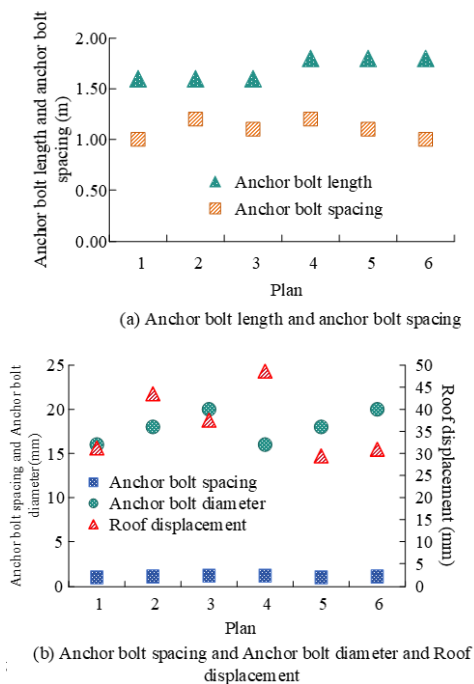 Anchor bolt length and anchor bolt
spacing (m)
2.00
1.50
1.00
0.50
0.00
Anchor bolt length
Anchor bolt spacing
1 2 3 4 5 6
Plan
(a) Anchor bolt length and anchor bolt spacing
Anchor bolt spacing and Anchor bolt
diameter(mm)
25
20
15
10
5
0
Anchor bolt spacing
Anchor bolt diameter
Roof displacement
50
45
40
35
30
25
20
15
10
5
0
Roof displacement (mm)
1 2 3 4 5 6
Plan
(b) Anchor bolt spacing and Anchor bolt diameter and Roof
displacement